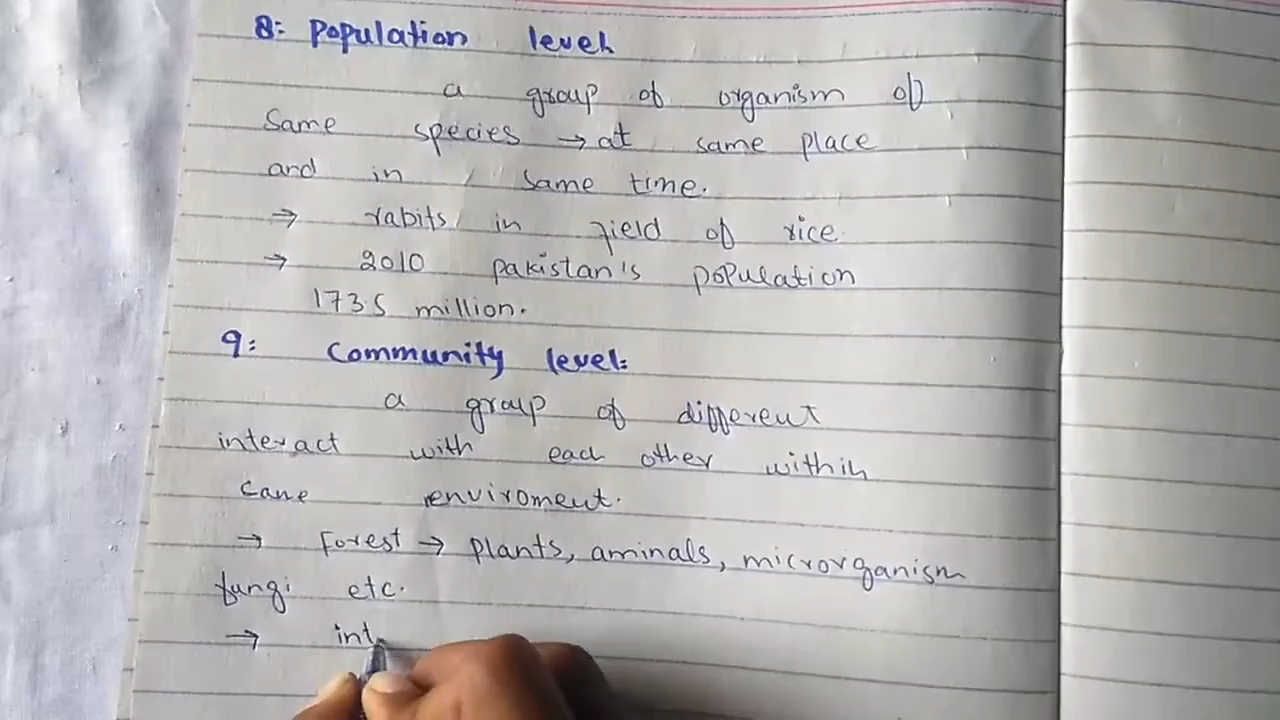 8: Population level
a group of organism of
Same species → at same place
and in same time.
→ rabits in field of rice.
→ 2010 pakistan's population
173.5 million.
9: Community level:
a group of different
interact with each other within
enviroment.
→ Forest → plants, aminals, microrganism
fungi etc.
→ int